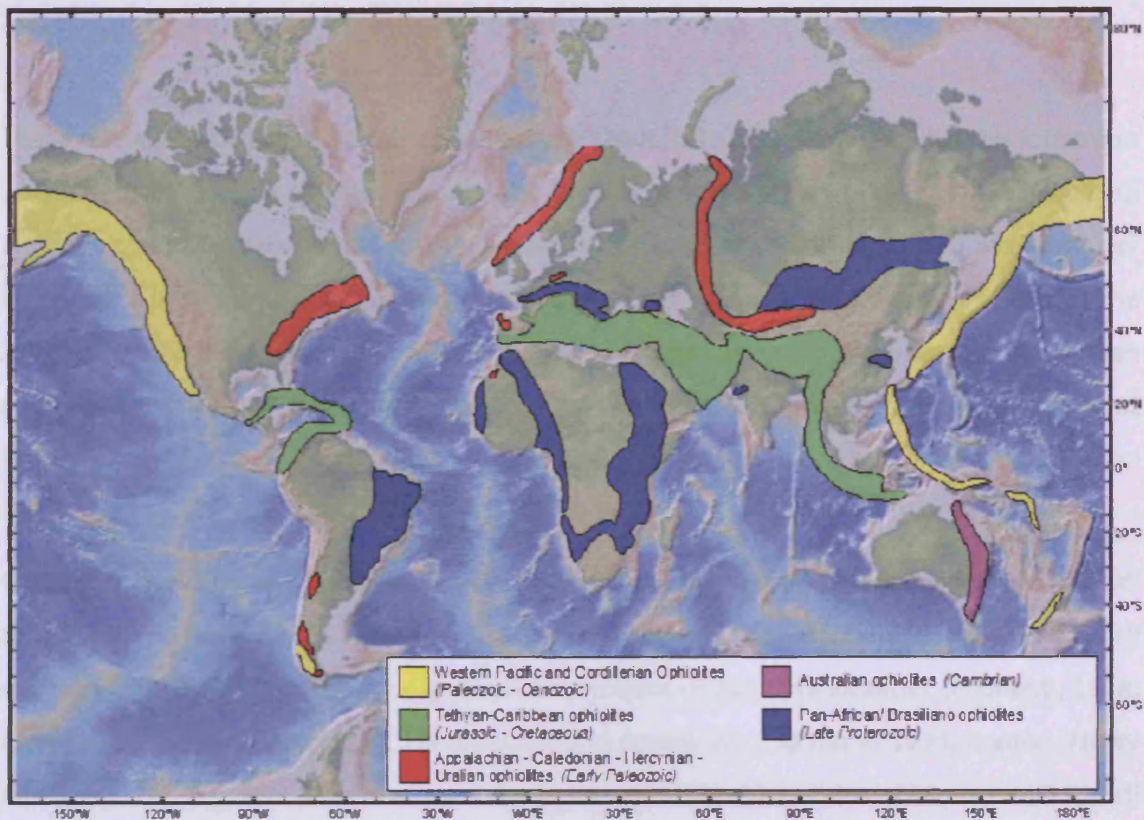 80°N
60°N
40°N
20°N
0°
20°S
40°S
60°S
Western Pacific and Cordillerian Ophiolites
(Paleozoic - Cenozoic)
Tethyan-Caribbean ophiolites
(Jurassic - Cretaceous)
Appalachian - Caledonian - Hercynian -
Uralian ophiolites (Early Paleozoic)
Australian ophiolites (Cambrian)
Pan-African/ Brasiliano ophiolites
(Late Proterozoic)
150°W 120°W 90°W 60°W 30°W 0° 30°E 60°E 90°E 120°E 150°E 180°E